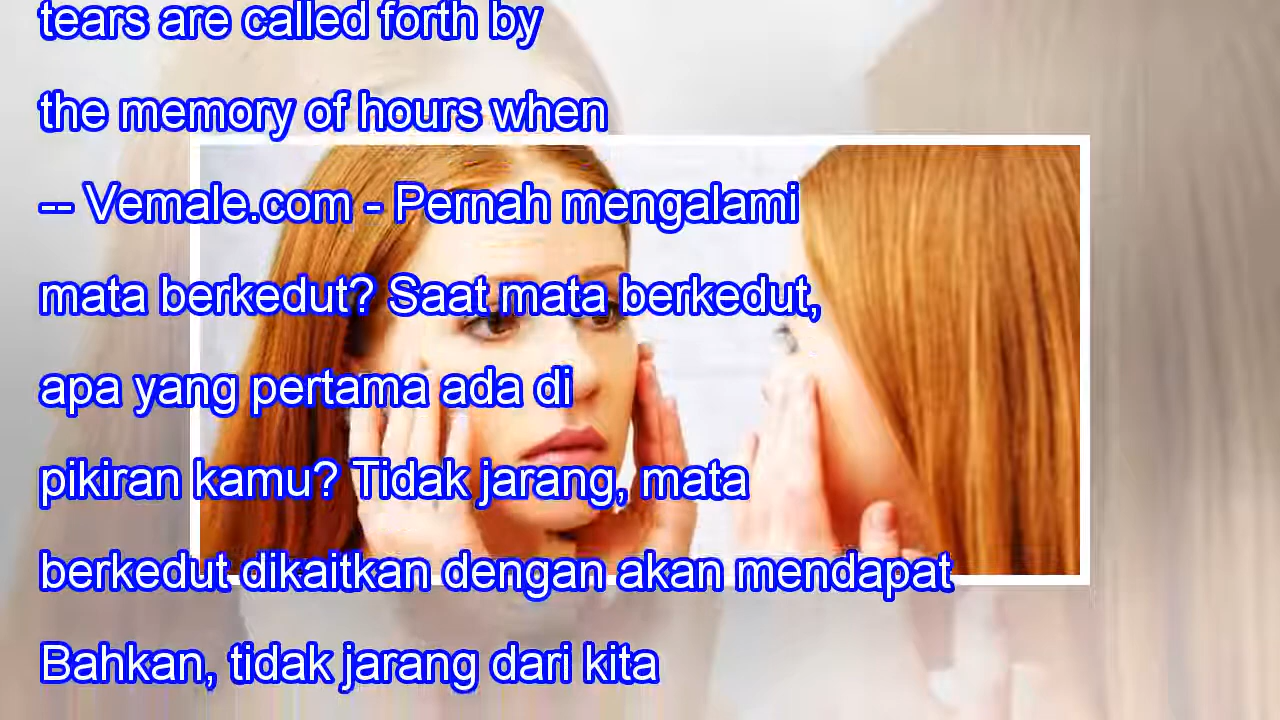 tears are called forth by
the memory of hours when
-- Vemale.com - Pernah mengalami
mata berkedut? Saat mata berkedut,
apa yang pertama ada di
pikiran kamu? Tidak jarang, mata
berkedut dikaitkan dengan akan mendapat
Bahkan, tidak jarang dari kita